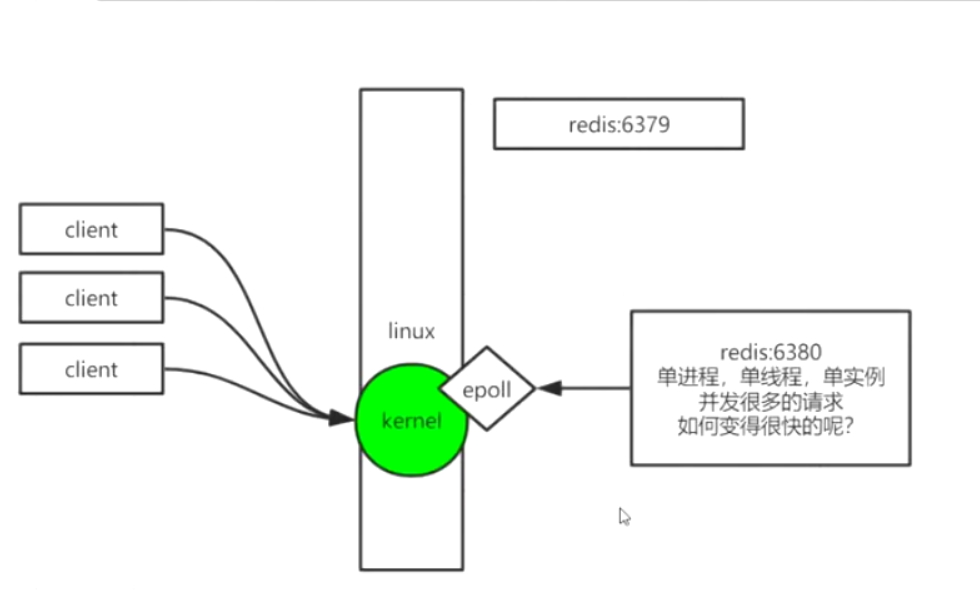 redis:6379
client
client
client
linux
kernel
epoll
redis:6380
单进程，单线程，单实例
并发很多的请求
如何变得很快的呢？